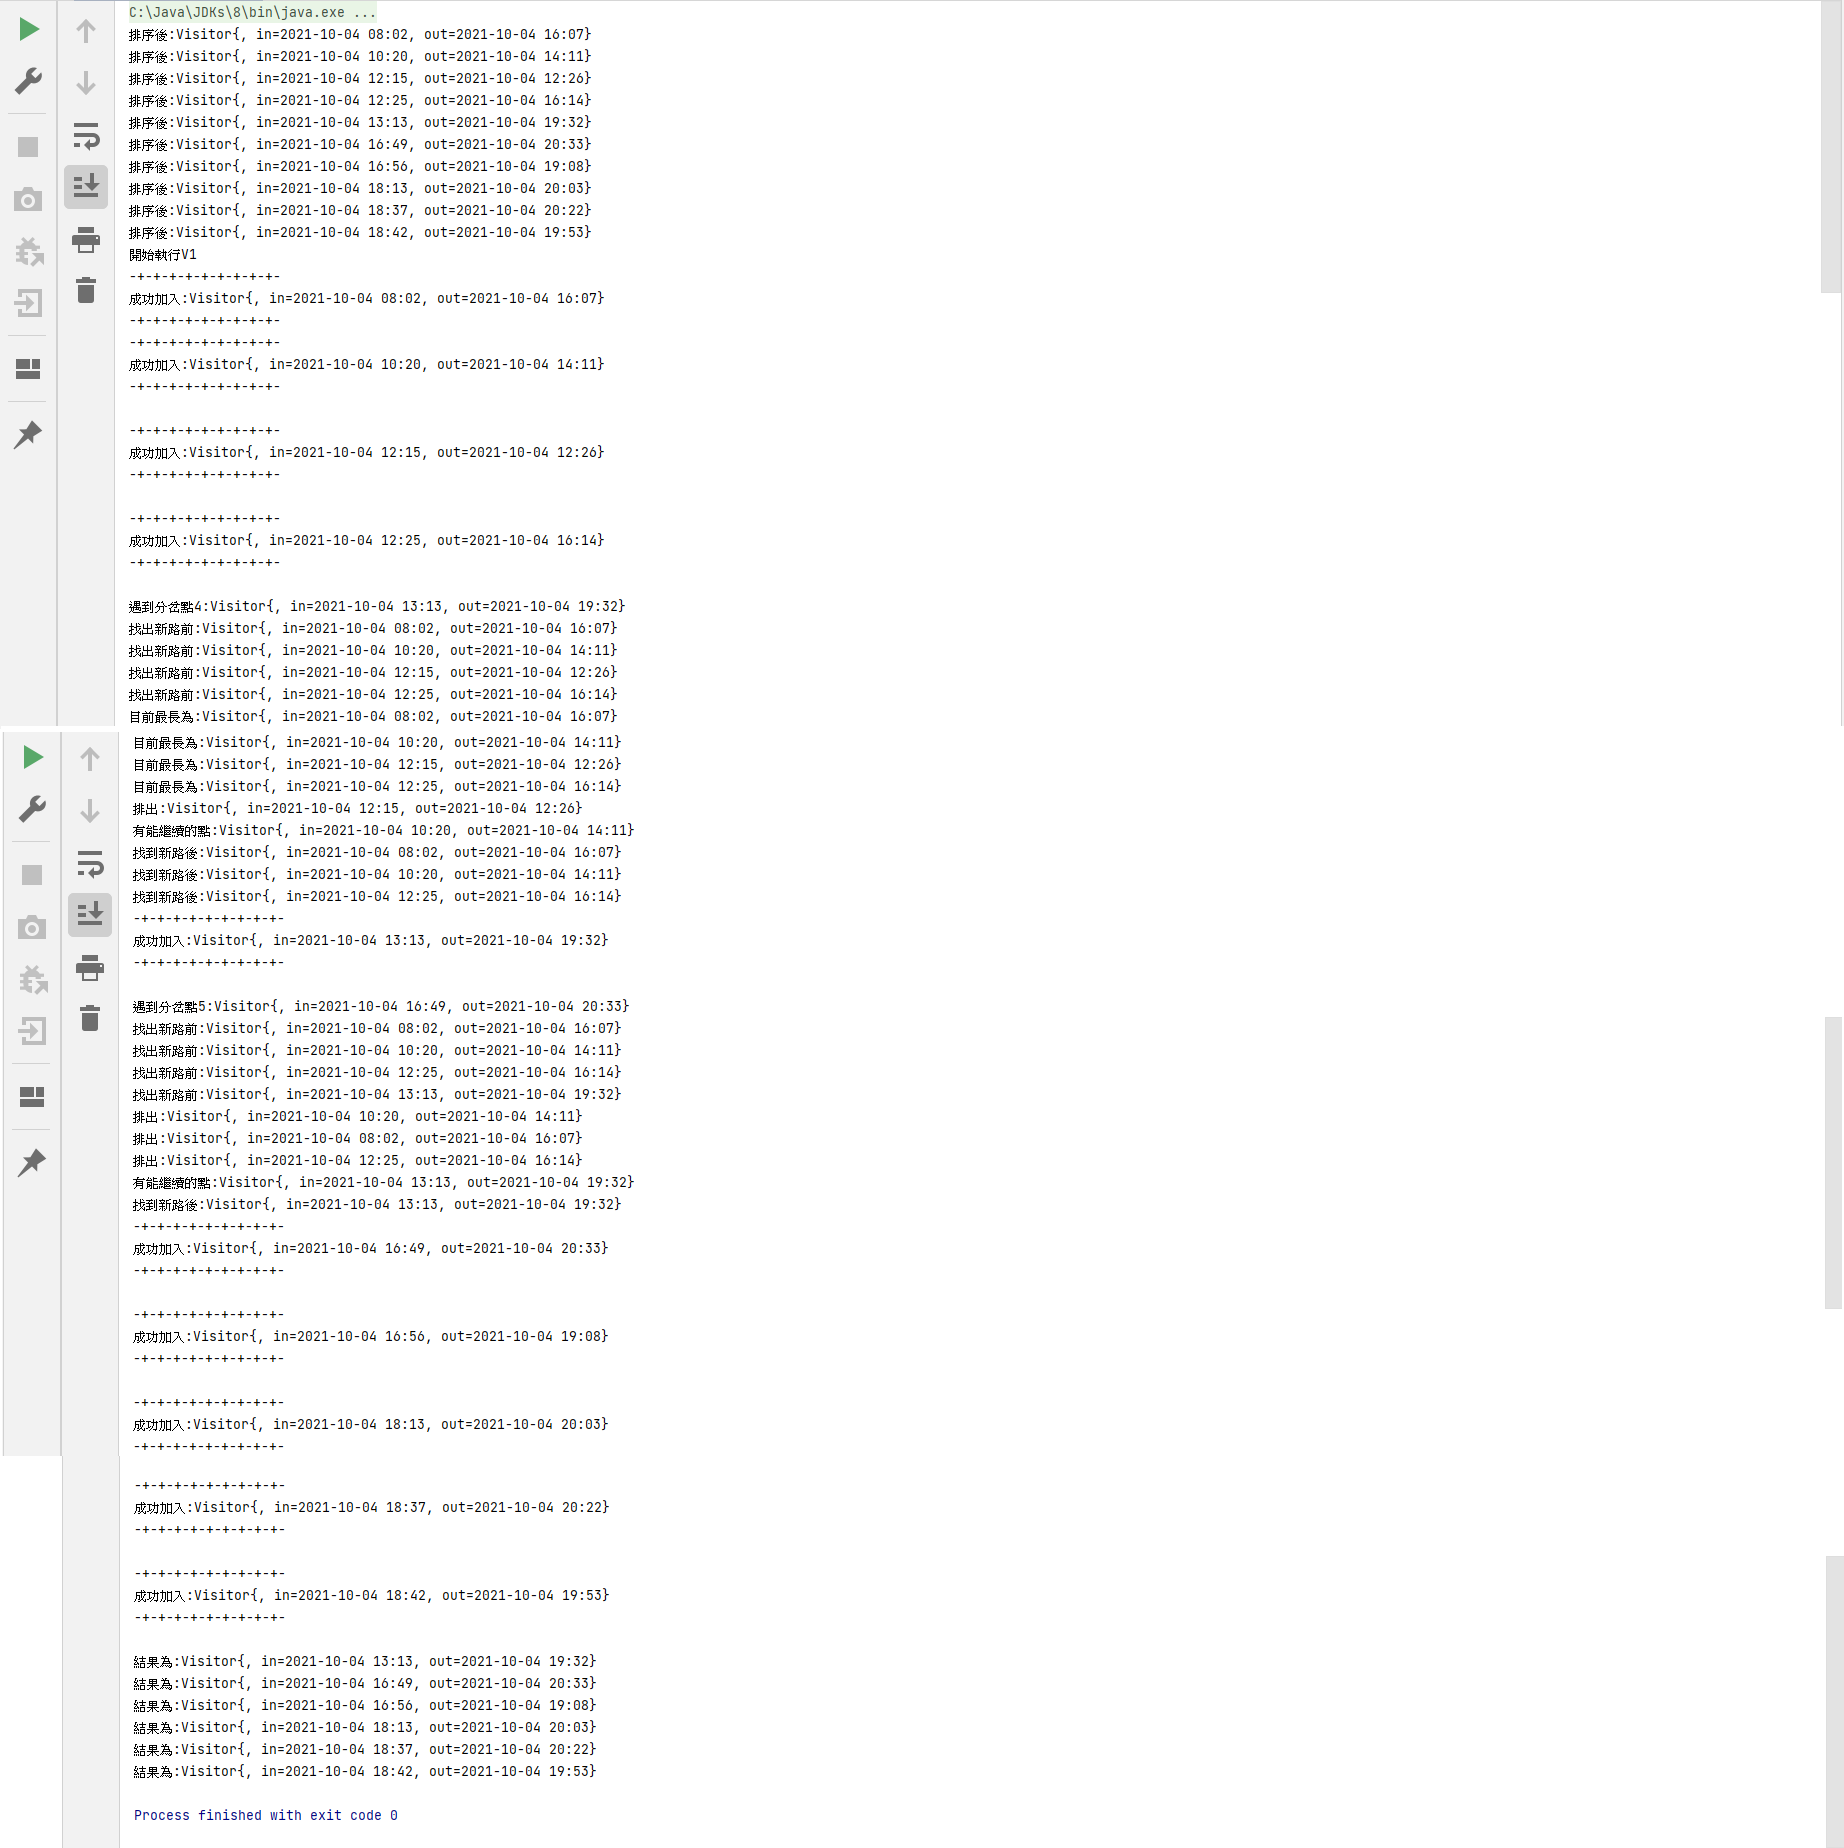 C:\Java\JDKs\8\bin\java.exe ...
排序後:Visitor{, in=2021-10-04 08:02, out=2021-10-04 16:07}
排序後:Visitor{, in=2021-10-04 10:20, out=2021-10-04 14:11}
排序後:Visitor{, in=2021-10-04 12:15, out=2021-10-04 12:26}
排序後:Visitor{, in=2021-10-04 12:25, out=2021-10-04 16:14}
排序後:Visitor{, in=2021-10-04 13:13, out=2021-10-04 19:32}
排序後:Visitor{, in=2021-10-04 16:49, out=2021-10-04 20:33}
排序後:Visitor{, in=2021-10-04 16:56, out=2021-10-04 19:08}
排序後:Visitor{, in=2021-10-04 18:13, out=2021-10-04 20:03}
排序後:Visitor{, in=2021-10-04 18:37, out=2021-10-04 20:22}
排序後:Visitor{, in=2021-10-04 18:42, out=2021-10-04 19:53}
開始執行V1
-+-+-+-+-+-+-+-+-+-
成功加入:Visitor{, in=2021-10-04 08:02, out=2021-10-04 16:07}
-+-+-+-+-+-+-+-+-+-
-+-+-+-+-+-+-+-+-+-
成功加入:Visitor{, in=2021-10-04 10:20, out=2021-10-04 14:11}
-+-+-+-+-+-+-+-+-+-
-+-+-+-+-+-+-+-+-+-
成功加入:Visitor{, in=2021-10-04 12:15, out=2021-10-04 12:26}
-+-+-+-+-+-+-+-+-+-
-+-+-+-+-+-+-+-+-+-
成功加入:Visitor{, in=2021-10-04 12:25, out=2021-10-04 16:14}
-+-+-+-+-+-+-+-+-+-
遇到分岔點4:Visitor{, in=2021-10-04 13:13, out=2021-10-04 19:32}
找出新路前:Visitor{, in=2021-10-04 08:02, out=2021-10-04 16:07}
找出新路前:Visitor{, in=2021-10-04 10:20, out=2021-10-04 14:11}
找出新路前:Visitor{, in=2021-10-04 12:15, out=2021-10-04 12:26}
找出新路前:Visitor{, in=2021-10-04 12:25, out=2021-10-04 16:14}
目前最長為:Visitor{, in=2021-10-04 08:02, out=2021-10-04 16:07}
目前最長為:Visitor{, in=2021-10-04 10:20, out=2021-10-04 14:11}
目前最長為:Visitor{, in=2021-10-04 12:15, out=2021-10-04 12:26}
目前最長為:Visitor{, in=2021-10-04 12:25, out=2021-10-04 16:14}
排出:Visitor{, in=2021-10-04 12:15, out=2021-10-04 12:26}
有能繼續的點:Visitor{, in=2021-10-04 10:20, out=2021-10-04 14:11}
找到新路後:Visitor{, in=2021-10-04 08:02, out=2021-10-04 16:07}
找到新路後:Visitor{, in=2021-10-04 10:20, out=2021-10-04 14:11}
找到新路後:Visitor{, in=2021-10-04 12:25, out=2021-10-04 16:14}
-+-+-+-+-+-+-+-+-+-
成功加入:Visitor{, in=2021-10-04 13:13, out=2021-10-04 19:32}
-+-+-+-+-+-+-+-+-+-
遇到分岔點5:Visitor{, in=2021-10-04 16:49, out=2021-10-04 20:33}
找出新路前:Visitor{, in=2021-10-04 08:02, out=2021-10-04 16:07}
找出新路前:Visitor{, in=2021-10-04 10:20, out=2021-10-04 14:11}
找出新路前:Visitor{, in=2021-10-04 12:25, out=2021-10-04 16:14}
找出新路前:Visitor{, in=2021-10-04 13:13, out=2021-10-04 19:32}
排出:Visitor{, in=2021-10-04 10:20, out=2021-10-04 14:11}
排出:Visitor{, in=2021-10-04 08:02, out=2021-10-04 16:07}
排出:Visitor{, in=2021-10-04 12:25, out=2021-10-04 16:14}
有能繼續的點:Visitor{, in=2021-10-04 13:13, out=2021-10-04 19:32}
找到新路後:Visitor{, in=2021-10-04 13:13, out=2021-10-04 19:32}
-+-+-+-+-+-+-+-+-+-
成功加入:Visitor{, in=2021-10-04 16:49, out=2021-10-04 20:33}
-+-+-+-+-+-+-+-+-+-
-+-+-+-+-+-+-+-+-+-
成功加入:Visitor{, in=2021-10-04 16:56, out=2021-10-04 19:08}
-+-+-+-+-+-+-+-+-+-
-+-+-+-+-+-+-+-+-+-
成功加入:Visitor{, in=2021-10-04 18:13, out=2021-10-04 20:03}
-+-+-+-+-+-+-+-+-+-
-+-+-+-+-+-+-+-+-+-
成功加入:Visitor{, in=2021-10-04 18:37, out=2021-10-04 20:22}
-+-+-+-+-+-+-+-+-+-
-+-+-+-+-+-+-+-+-+-
成功加入:Visitor{, in=2021-10-04 18:42, out=2021-10-04 19:53}
-+-+-+-+-+-+-+-+-+-
結果為:Visitor{, in=2021-10-04 13:13, out=2021-10-04 19:32}
結果為:Visitor{, in=2021-10-04 16:49, out=2021-10-04 20:33}
結果為:Visitor{, in=2021-10-04 16:56, out=2021-10-04 19:08}
結果為:Visitor{, in=2021-10-04 18:13, out=2021-10-04 20:03}
結果為:Visitor{, in=2021-10-04 18:37, out=2021-10-04 20:22}
結果為:Visitor{, in=2021-10-04 18:42, out=2021-10-04 19:53}
Process finished with exit code 0